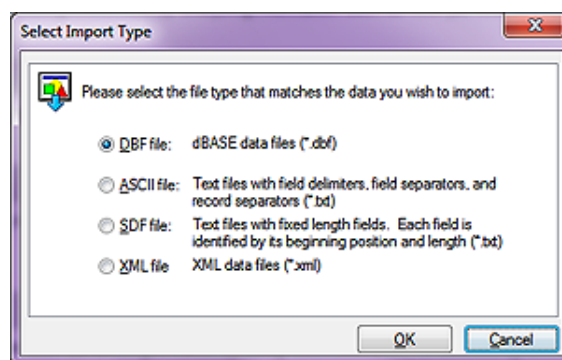 Select Import Type
Please select the file type that matches the data you wish to import:
DBF file: dBASE data files (*.dbf)
ASCII file: Text files with field delimiters, field separators, and
record separators (*.txt)
SDF file: Text files with fixed length fields. Each field is
identified by its beginning position and length (*.txt)
XML file XML data files (*.xml)
OK Cancel